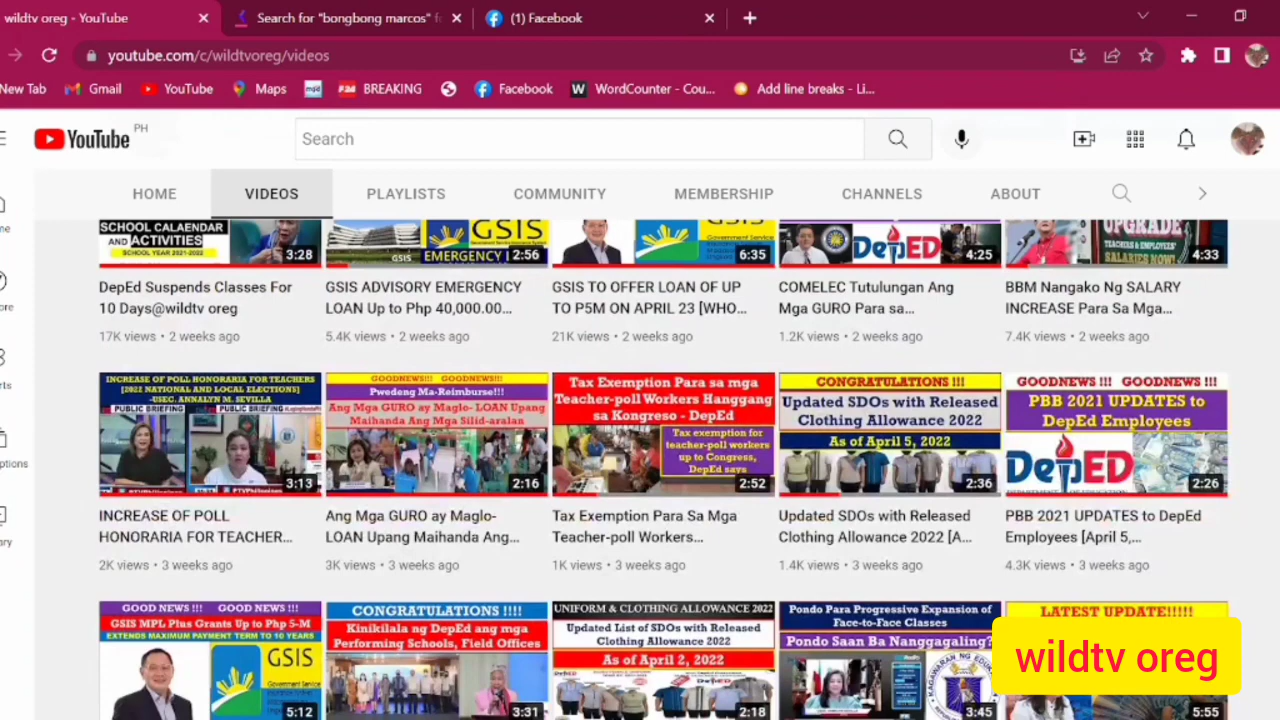 wildtv oreg - YouTube
Search for "bongbong marcos" f
(1) Facebook
youtube.com/c/wildtvoreg/videos
New Tab
Gmail
YouTube
Maps
BREAKING
Facebook
WordCounter - Cou...
Add line breaks - Li...
YouTube PH
Search
HOME
VIDEOS
PLAYLISTS
COMMUNITY
MEMBERSHIP
CHANNELS
ABOUT
SCHOOL CALAENDAR
AND ACTIVITIES
SCHOOL YEAR 2021-2022
3:28
GSIS
GSIS
EMERGENCY
2:56
6:35
DepED
4:25
UPGRADE
TEACHERS & EMPLOYEES'
SALARIES NOW!
4:33
DepEd Suspends Classes For
10 Days@wildtv oreg
17K views • 2 weeks ago
GSIS ADVISORY EMERGENCY
LOAN Up to Php 40,000.00...
5.4K views • 2 weeks ago
GSIS TO OFFER LOAN OF UP
TO P5M ON APRIL 23 [WHO...
21K views • 2 weeks ago
COMELEC Tutulungan Ang
Mga GURO Para sa...
1.2K views • 2 weeks ago
BBM Nangako Ng SALARY
INCREASE Para Sa Mga...
7.4K views • 2 weeks ago
INCREASE OF POLL HONORARIA FOR TEACHERS
[2022 NATIONAL AND LOCAL ELECTIONS]
-USEC. ANNALYN M. SEVILLA
PUBLIC BRIEFING
PUBLIC BRIEFING
3:13
GOODNEWS!!! GOODNEWS!!!
Pwedeng Ma-Reimburse!!!
Ang Mga GURO ay Maglo- LOAN Upang
Maihanda Ang Mga Silid-aralan
2:16
Tax Exemption Para sa mga
Teacher-poll Workers Hanggang
sa Kongreso - DepEd
Tax exemption for
teacher-poll workers
up to Congress,
DepEd says
2:52
CONGRATULATIONS !!!
Updated SDOs with Released
Clothing Allowance 2022
As of April 5, 2022
2:36
GOODNEWS !!! GOODNEWS !!!
PBB 2021 UPDATES to
DepEd Employees
DepED
2:26
INCREASE OF POLL
HONORARIA FOR TEACHER...
2K views • 3 weeks ago
Ang Mga GURO ay Maglo-
LOAN Upang Maihanda Ang...
3K views • 3 weeks ago
Tax Exemption Para Sa Mga
Teacher-poll Workers...
1K views • 3 weeks ago
Updated SDOs with Released
Clothing Allowance 2022 [A...
1.4K views • 3 weeks ago
PBB 2021 UPDATES to DepEd
Employees [April 5,...
4.3K views • 3 weeks ago
GOOD NEWS !!! GOOD NEWS !!!
GSIS MPL Plus Grants Up to Php 5-M
EXTENDS MAXIMUM PAYMENT TERM TO 10 YEARS
GSIS
5:12
CONGRATULATIONS !!!!
Kinikilala ng DepEd ang mga
Performing Schools, Field Offices
3:31
UNIFORM & CLOTHING ALLOWANCE 2022
Updated List of SDOs with Released
Clothing Allowance 2022
As of April 2, 2022
2:18
Pondo Para Progressive Expansion of
Face-to-Face Classes
Pondo Saan Ba Nanggagaling?
3:45
LATEST UPDATE!!!!!
5:55
wildtv oreg